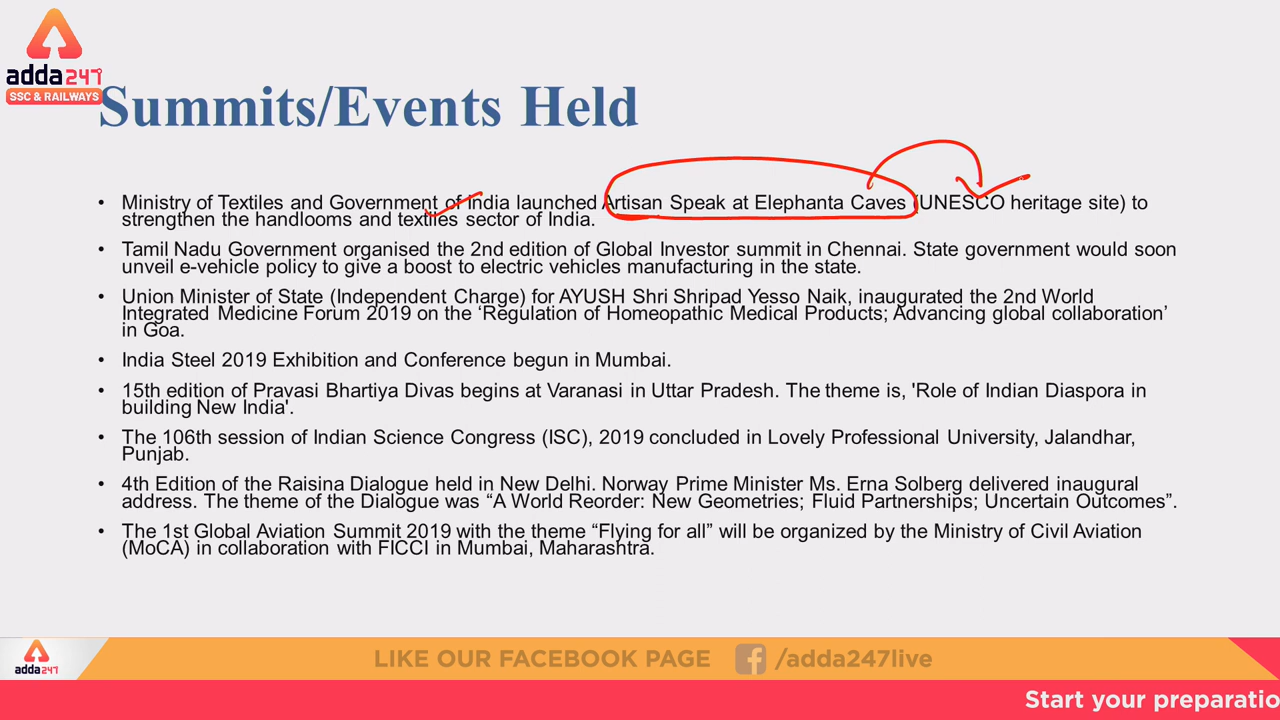 adda247
SSC & RAILWAYS
Summits/Events Held
• Ministry of Textiles and Government of India launched Artisan Speak at Elephanta Caves (UNESCO heritage site) to
strengthen the handlooms and textiles sector of India.
• Tamil Nadu Government organised the 2nd edition of Global Investor summit in Chennai. State government would soon
unveil e-vehicle policy to give a boost to electric vehicles manufacturing in the state.
• Union Minister of State (Independent Charge) for AYUSH Shri Shripad Yesso Naik, inaugurated the 2nd World
Integrated Medicine Forum 2019 on the ‘Regulation of Homeopathic Medical Products; Advancing global collaboration’
in Goa.
• India Steel 2019 Exhibition and Conference begun in Mumbai.
• 15th edition of Pravasi Bhartiya Divas begins at Varanasi in Uttar Pradesh. The theme is, 'Role of Indian Diaspora in
building New India'.
• The 106th session of Indian Science Congress (ISC), 2019 concluded in Lovely Professional University, Jalandhar,
Punjab.
• 4th Edition of the Raisina Dialogue held in New Delhi. Norway Prime Minister Ms. Erna Solberg delivered inaugural
address. The theme of the Dialogue was “A World Reorder: New Geometries; Fluid Partnerships; Uncertain Outcomes”.
• The 1st Global Aviation Summit 2019 with the theme “Flying for all” will be organized by the Ministry of Civil Aviation
(MoCA) in collaboration with FICCI in Mumbai, Maharashtra.
adda247
LIKE OUR FACEBOOK PAGE /adda247live
Start your preparatio